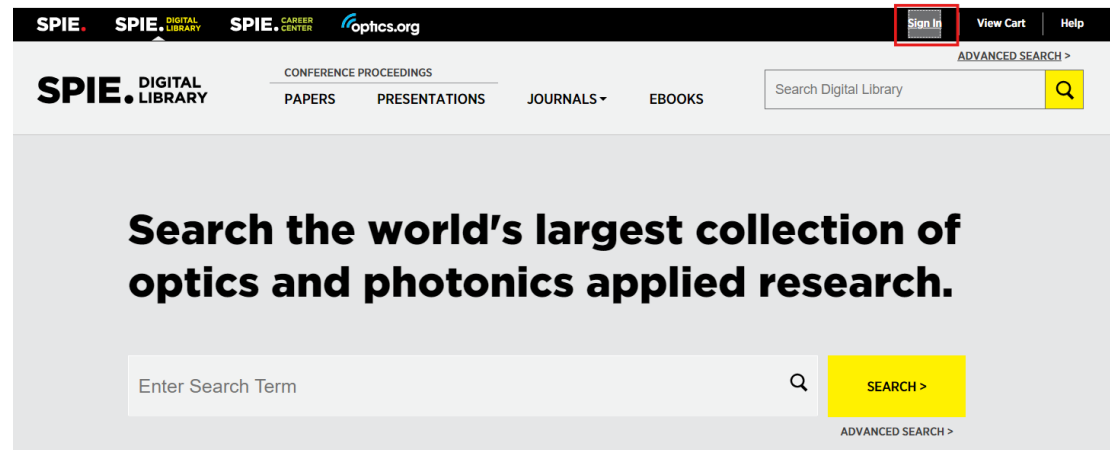 SPIE. SPIE. DIGITAL LIBRARY SPIE. CAREER CENTER optics.org Sign In View Cart Help
ADVANCED SEARCH >
SPIE. DIGITAL LIBRARY
CONFERENCE PROCEEDINGS
PAPERS PRESENTATIONS JOURNALS EBOOKS
Search Digital Library
Search the world's largest collection of
optics and photonics applied research.
Enter Search Term
SEARCH >
ADVANCED SEARCH >